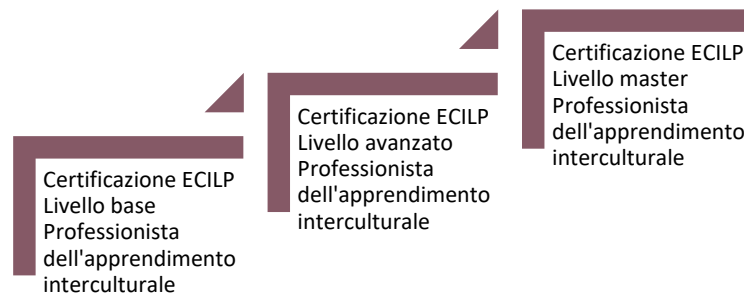 Certificazione ECILP
Livello base
Professionista
dell'apprendimento
interculturale
Certificazione ECILP
Livello avanzato
Professionista
dell'apprendimento
interculturale
Certificazione ECILP
Livello master
Professionista
dell'apprendimento
interculturale